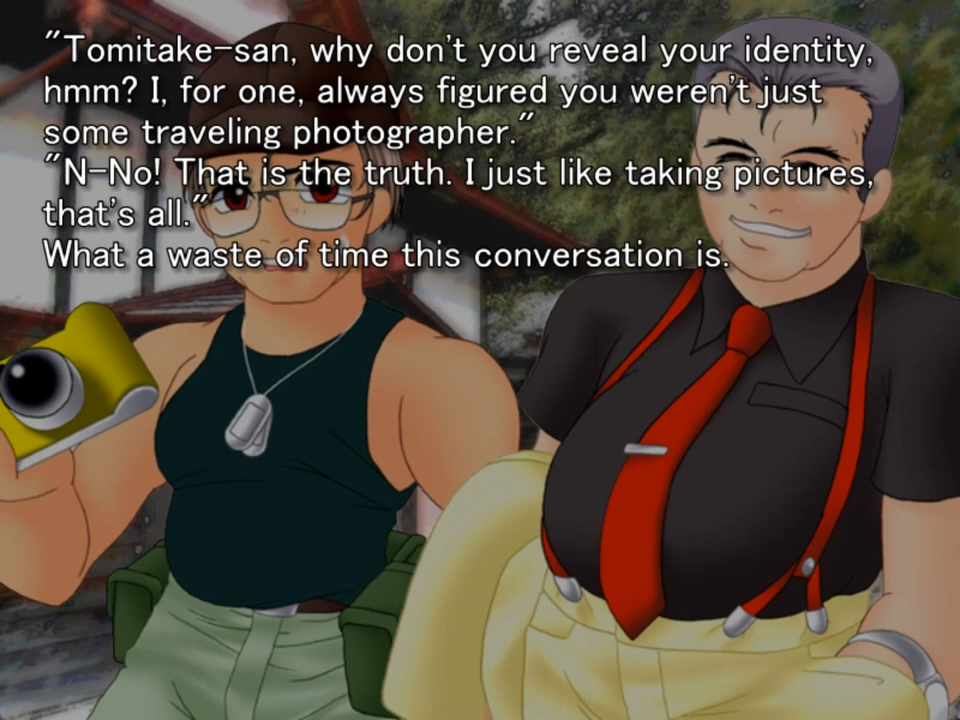 "Tomitake-san, why don't you reveal your identity,
hmm? I, for one, always figured you weren't just
some traveling photographer."
"N-No! That is the truth. I just like taking pictures,
that's all."
What a waste of time this conversation is.